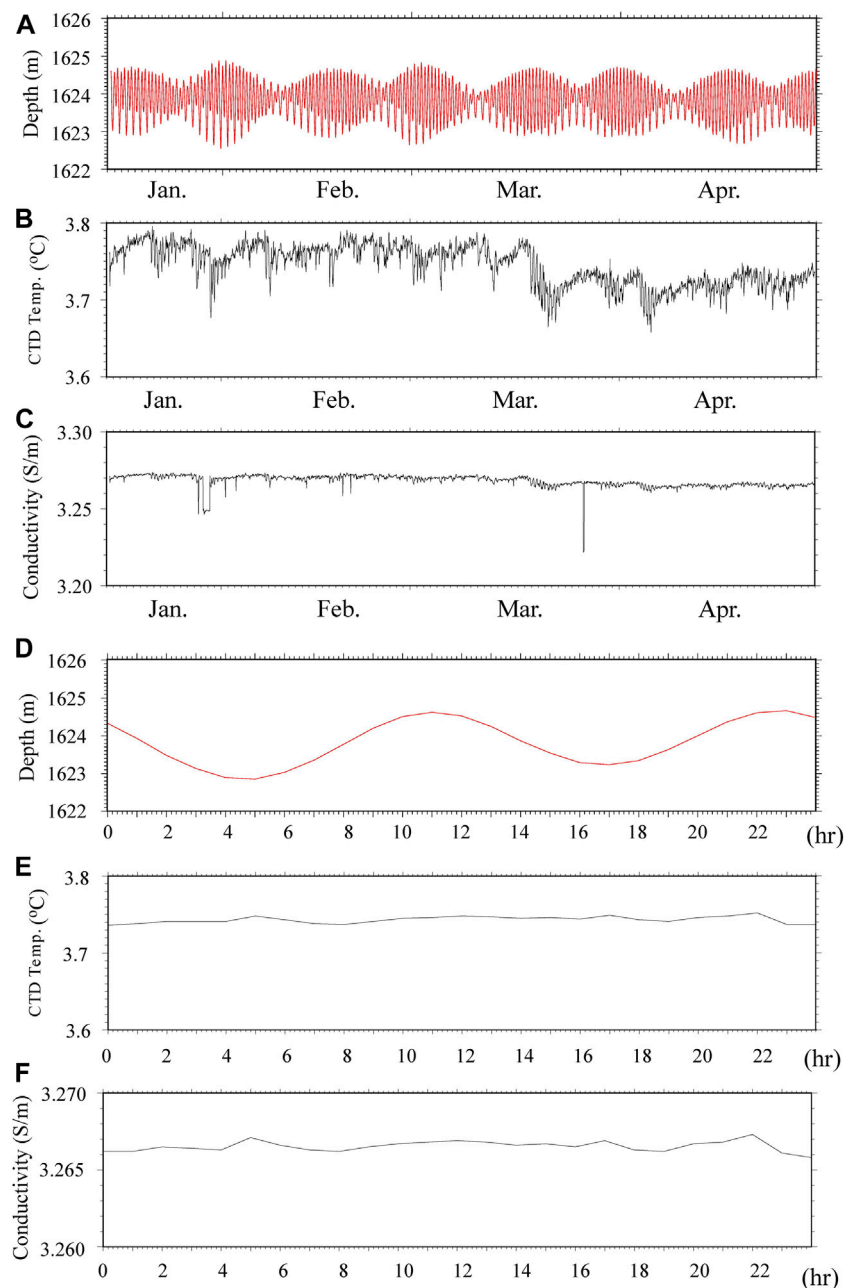 A
Depth (m)
1626
1625
1624
1623
1622
Jan. Feb. Mar. Apr.
B
CTD Temp. (ºC)
3.8
3.7
3.6
Jan. Feb. Mar. Apr.
C
Conductivity (S/m)
3.30
3.25
3.20
Jan. Feb. Mar. Apr.
D
Depth (m)
1626
1625
1624
1623
1622
0 2 4 6 8 10 12 14 16 18 20 22 (hr)
E
CTD Temp. (ºC)
3.8
3.7
3.6
0 2 4 6 8 10 12 14 16 18 20 22 (hr)
F
Conductivity (S/m)
3.270
3.265
3.260
0 2 4 6 8 10 12 14 16 18 20 22 (hr)